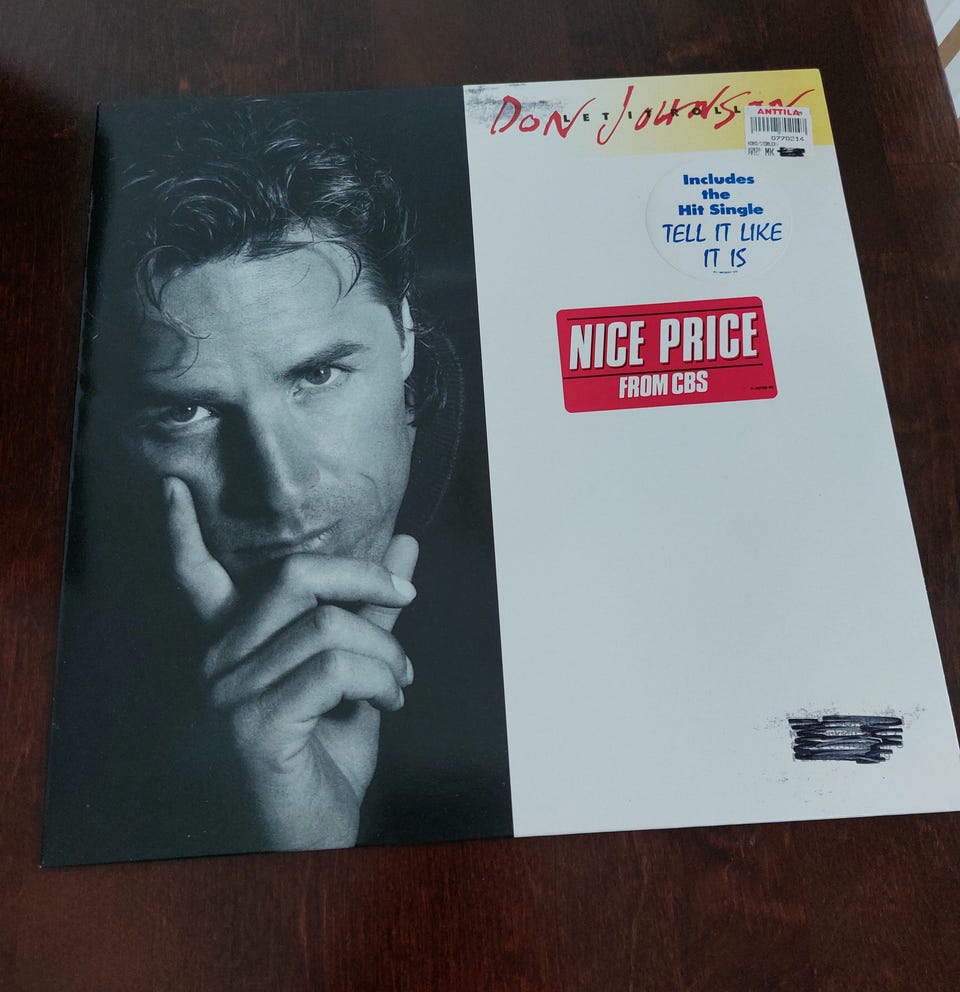 DON JOHNSON
LET IT ROLL
ANTTILA
0770214
MK
Includes
the
Hit Single
TELL IT LIKE
IT IS
NICE PRICE
FROM CBS